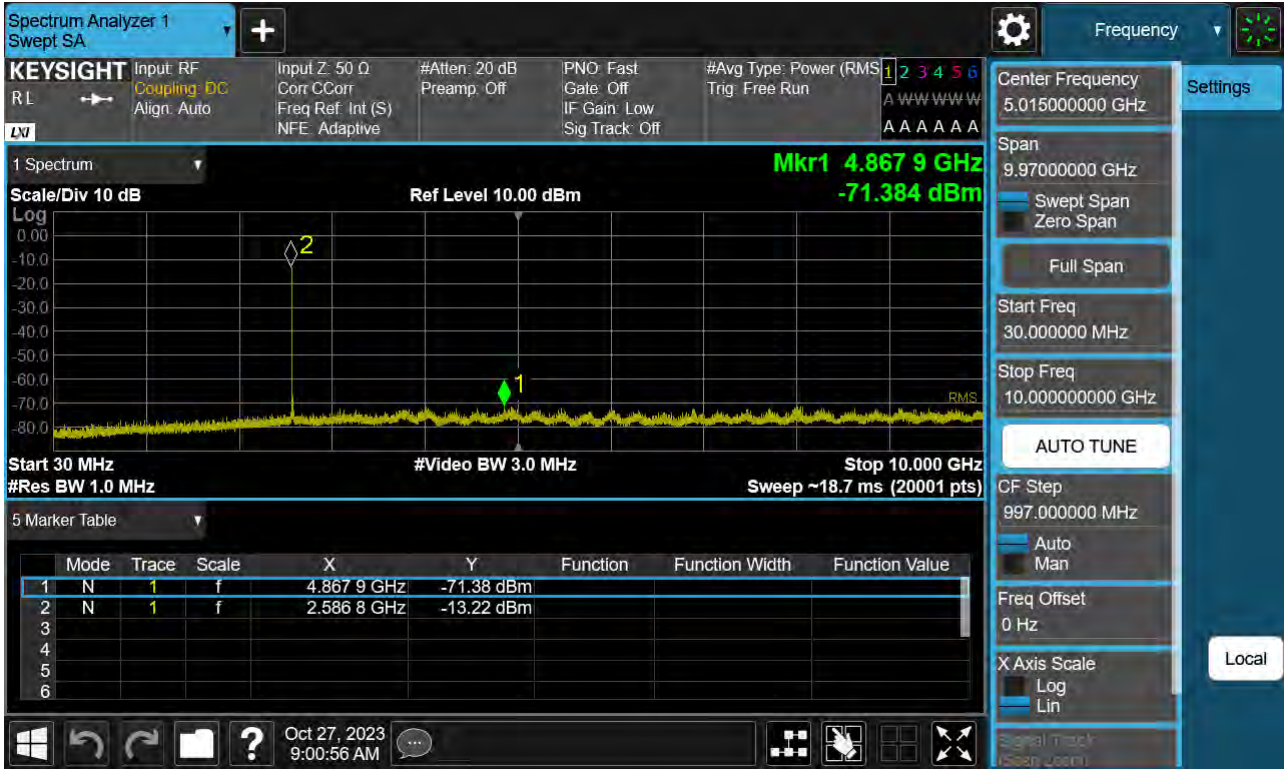 Spectrum Analyzer 1
Swept SA
+
Frequency
KEYSIGHT
RL
LXI
Input: RF
Coupling: DC
Align: Auto
Input Z: 50 Ω
Corr CCorr
Freq Ref: Int (S)
NFE: Adaptive
#Atten: 20 dB
Preamp: Off
PNO: Fast
Gate: Off
IF Gain: Low
Sig Track: Off
#Avg Type: Power (RMS
Trig: Free Run
1 2 3 4 5 6
A W W W W W
A A A A A A
1 Spectrum
Mkr1 4.867 9 GHz
-71.384 dBm
Scale/Div 10 dB
Ref Level 10.00 dBm
Log
0.00
-10.0
-20.0
-30.0
-40.0
-50.0
-60.0
-70.0
-80.0
2
1
RMS
Start 30 MHz
#Video BW 3.0 MHz
Stop 10.000 GHz
#Res BW 1.0 MHz
Sweep ~18.7 ms (20001 pts)
5 Marker Table
Mode Trace Scale X Y Function Function Width Function Value
1 N 1 f 4.867 9 GHz -71.38 dBm
2 N 1 f 2.586 8 GHz -13.22 dBm
3
4
5
6
Center Frequency
5.015000000 GHz
Span
9.97000000 GHz
Swept Span
Zero Span
Full Span
Start Freq
30.000000 MHz
Stop Freq
10.000000000 GHz
AUTO TUNE
CF Step
997.000000 MHz
Auto
Man
Freq Offset
0 Hz
X Axis Scale
Log
Lin
Signal Track
(Span Zoom)
Settings
Local
?
Oct 27, 2023
9:00:56 AM